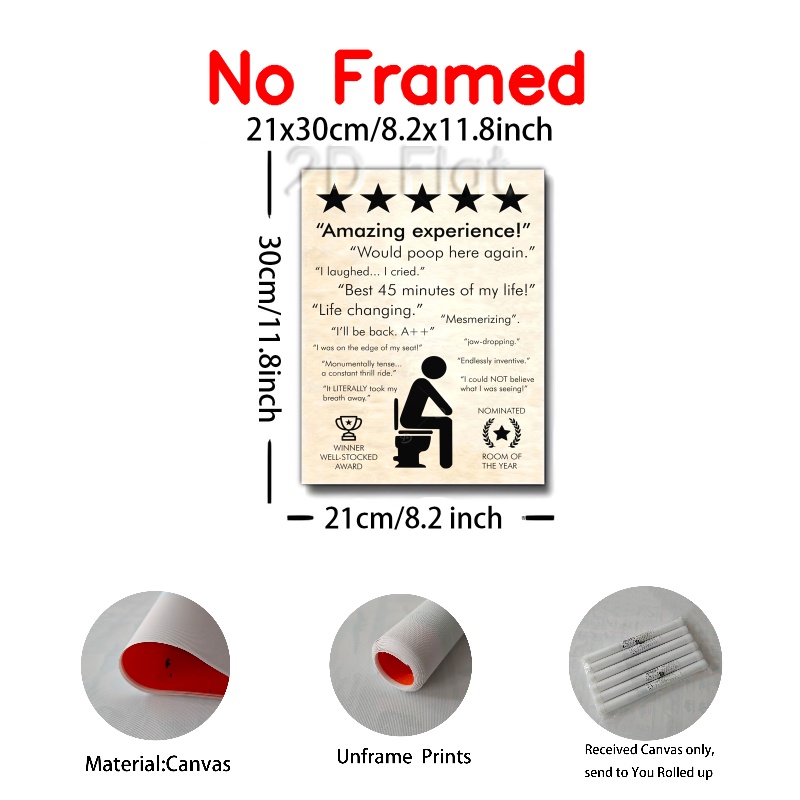 No Framed
21x30cm/8.2x11.8inch
2D Flat
30cm/11.8inch
“Amazing experience!”
“Would poop here again.”
“I laughed... I cried.”
“Best 45 minutes of my life!”
“Life changing.”
“Mesmerizing”.
“I’ll be back. A++”
“jaw-dropping.”
“I was on the edge of my seat!”
“Endlessly inventive.”
“Monumentally tense...
a constant thrill ride.”
“I could NOT believe
what I was seeing!”
“It LITERALLY took my
breath away.”
NOMINATED
WINNER
WELL-STOCKED
AWARD
ROOM OF
THE YEAR
21cm/8.2 inch
Material:Canvas
Unframe Prints
Received Canvas only,
send to You Rolled up